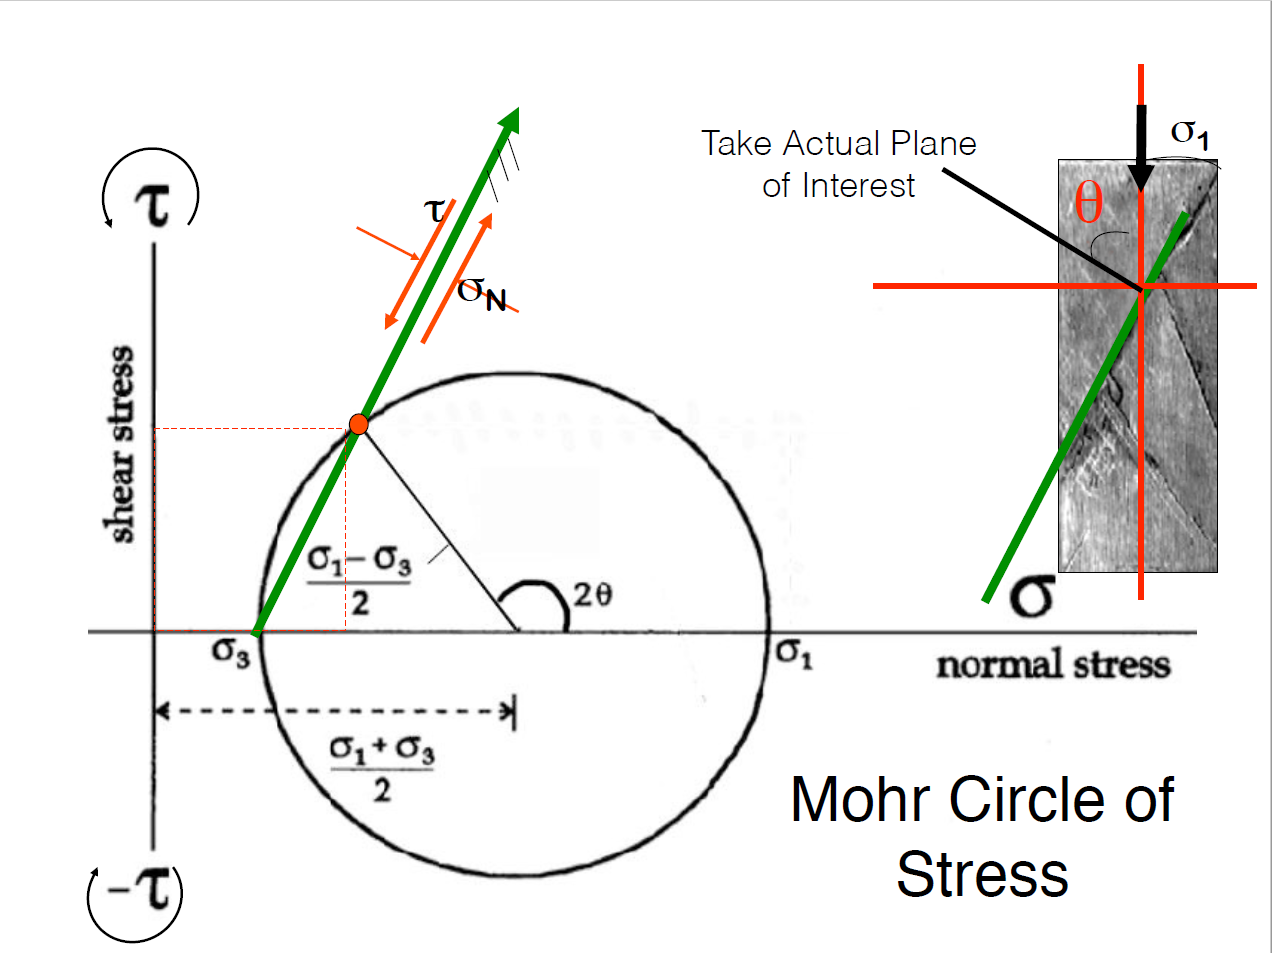 Take Actual Plane
of Interest
σ1
θ
τ
τ
σN
shear stress
σ1 – σ3
2
2θ
σ3
σ1
σ
normal stress
σ1 + σ3
2
-τ
Mohr Circle of
Stress